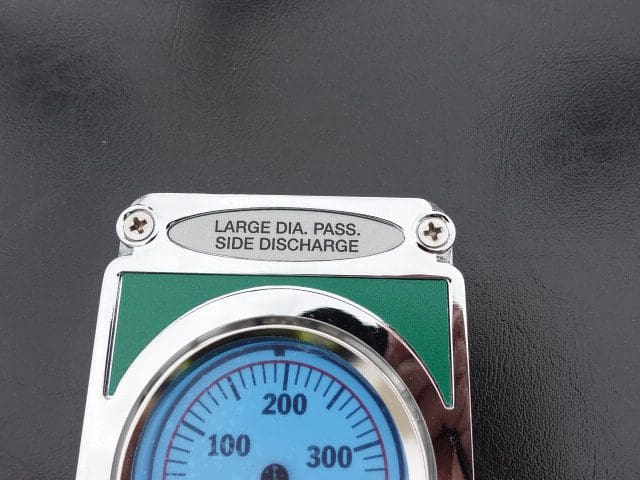 LARGE DIA. PASS.
SIDE DISCHARGE
200
100
300